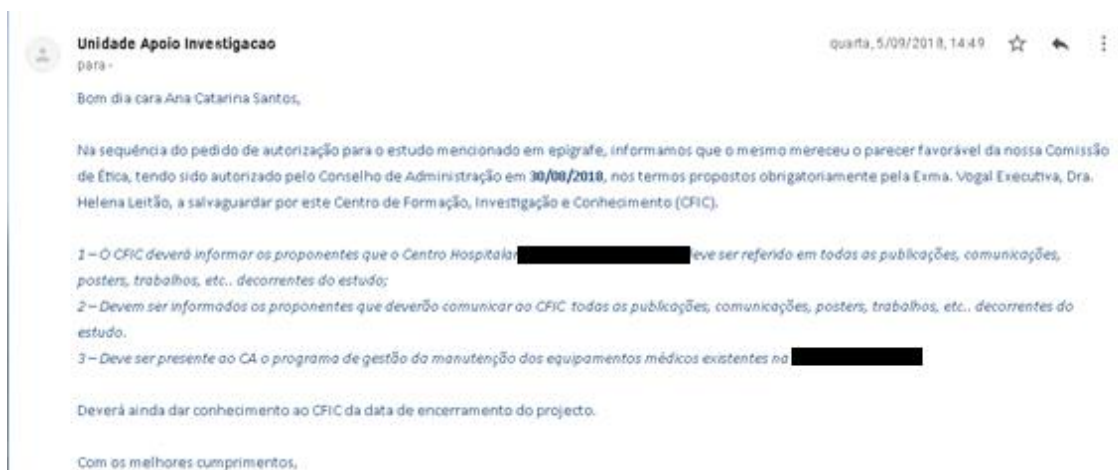 Unidade Apoio Investigacao
quarta, 5/09/2018, 14:49
para -
Bom dia cara Ana Catarina Santos,
Na sequência do pedido de autorização para o estudo mencionado em epígrafe, informamos que o mesmo mereceu o parecer favorável da nossa Comissão
de Ética, tendo sido autorizado pelo Conselho de Administração em 30/08/2018, nos termos propostos obrigatoriamente pela Exma. Vogal Executiva, Dra.
Helena Leitão, a salvaguardar por este Centro de Formação, Investigação e Conhecimento (CFIC).
1 – O CFIC deverá informar os proponentes que o Centro Hospitalar eve ser referido em todas as publicações, comunicações,
posters, trabalhos, etc.. decorrentes do estudo;
2 – Devem ser informados os proponentes que deverão comunicar ao CFIC todas as publicações, comunicações, posters, trabalhos, etc.. decorrentes do
estudo.
3 – Deve ser presente ao CA o programa de gestão da manutenção dos equipamentos médicos existentes na
Deverá ainda dar conhecimento ao CFIC da data de encerramento do projecto.
Com os melhores cumprimentos,